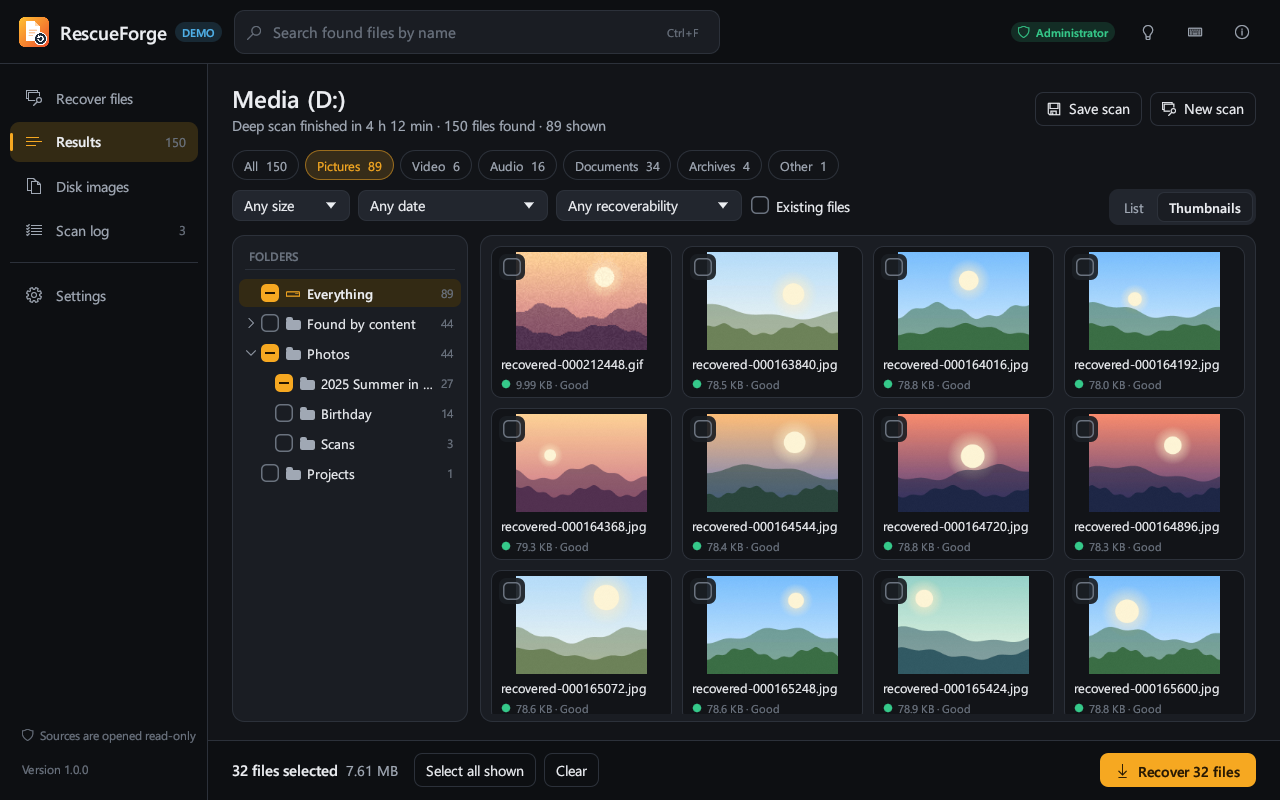 RescueForge DEMO
Search found files by name Ctrl+F
Administrator
Recover files
Results 150
Disk images
Scan log 3
Settings
Sources are opened read-only
Version 1.0.0
Media (D:)
Deep scan finished in 4 h 12 min · 150 files found · 89 shown
Save scan
New scan
All 150
Pictures 89
Video 6
Audio 16
Documents 34
Archives 4
Other 1
Any size
Any date
Any recoverability
Existing files
List
Thumbnails
FOLDERS
Everything 89
Found by content 44
Photos 44
2025 Summer in ... 27
Birthday 14
Scans 3
Projects 1
recovered-000212448.gif
9.99 KB · Good
recovered-000163840.jpg
78.5 KB · Good
recovered-000164016.jpg
78.8 KB · Good
recovered-000164192.jpg
78.0 KB · Good
recovered-000164368.jpg
79.3 KB · Good
recovered-000164544.jpg
78.4 KB · Good
recovered-000164720.jpg
78.8 KB · Good
recovered-000164896.jpg
78.3 KB · Good
recovered-000165072.jpg
78.6 KB · Good
recovered-000165248.jpg
78.6 KB · Good
recovered-000165424.jpg
78.9 KB · Good
recovered-000165600.jpg
78.8 KB · Good
32 files selected 7.61 MB
Select all shown
Clear
Recover 32 files